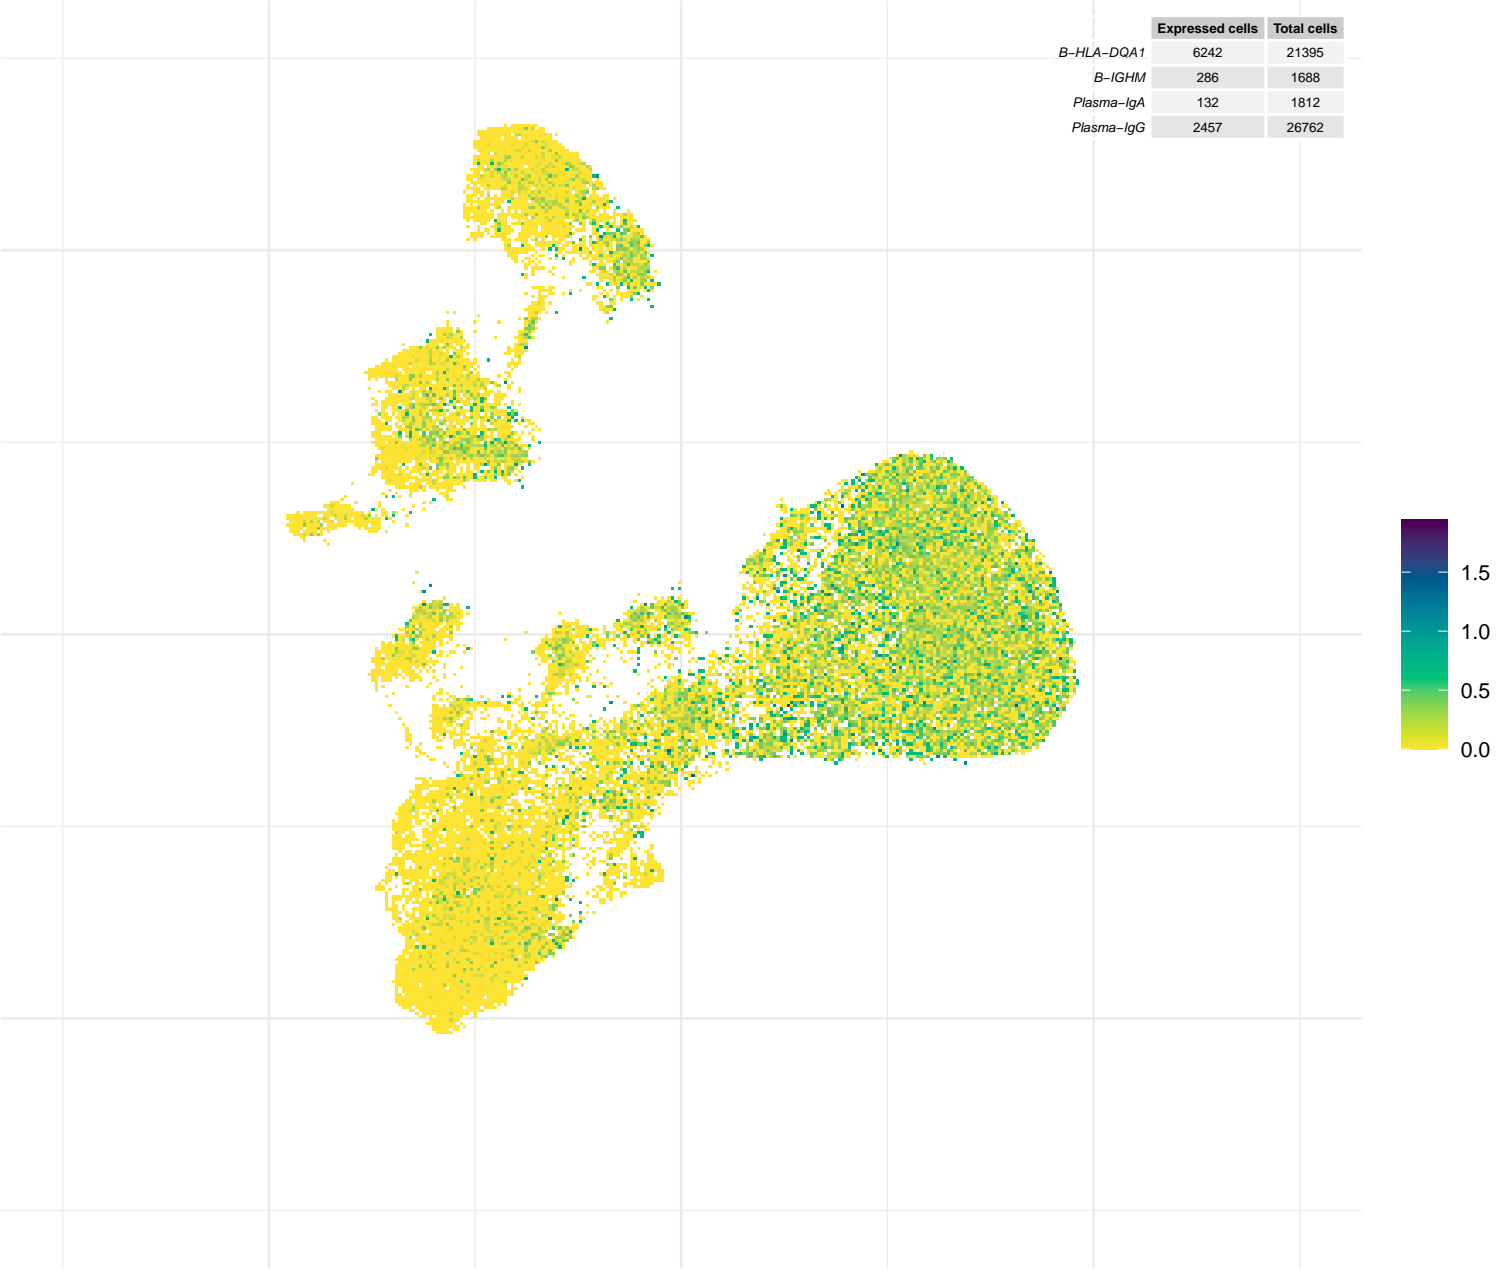 Expressed cells Total cells
B−HLA−DQA1 6242 21395
B−IGHM 286 1688
Plasma−IgA 132 1812
Plasma−IgG 2457 26762
1.5
1.0
0.5
0.0